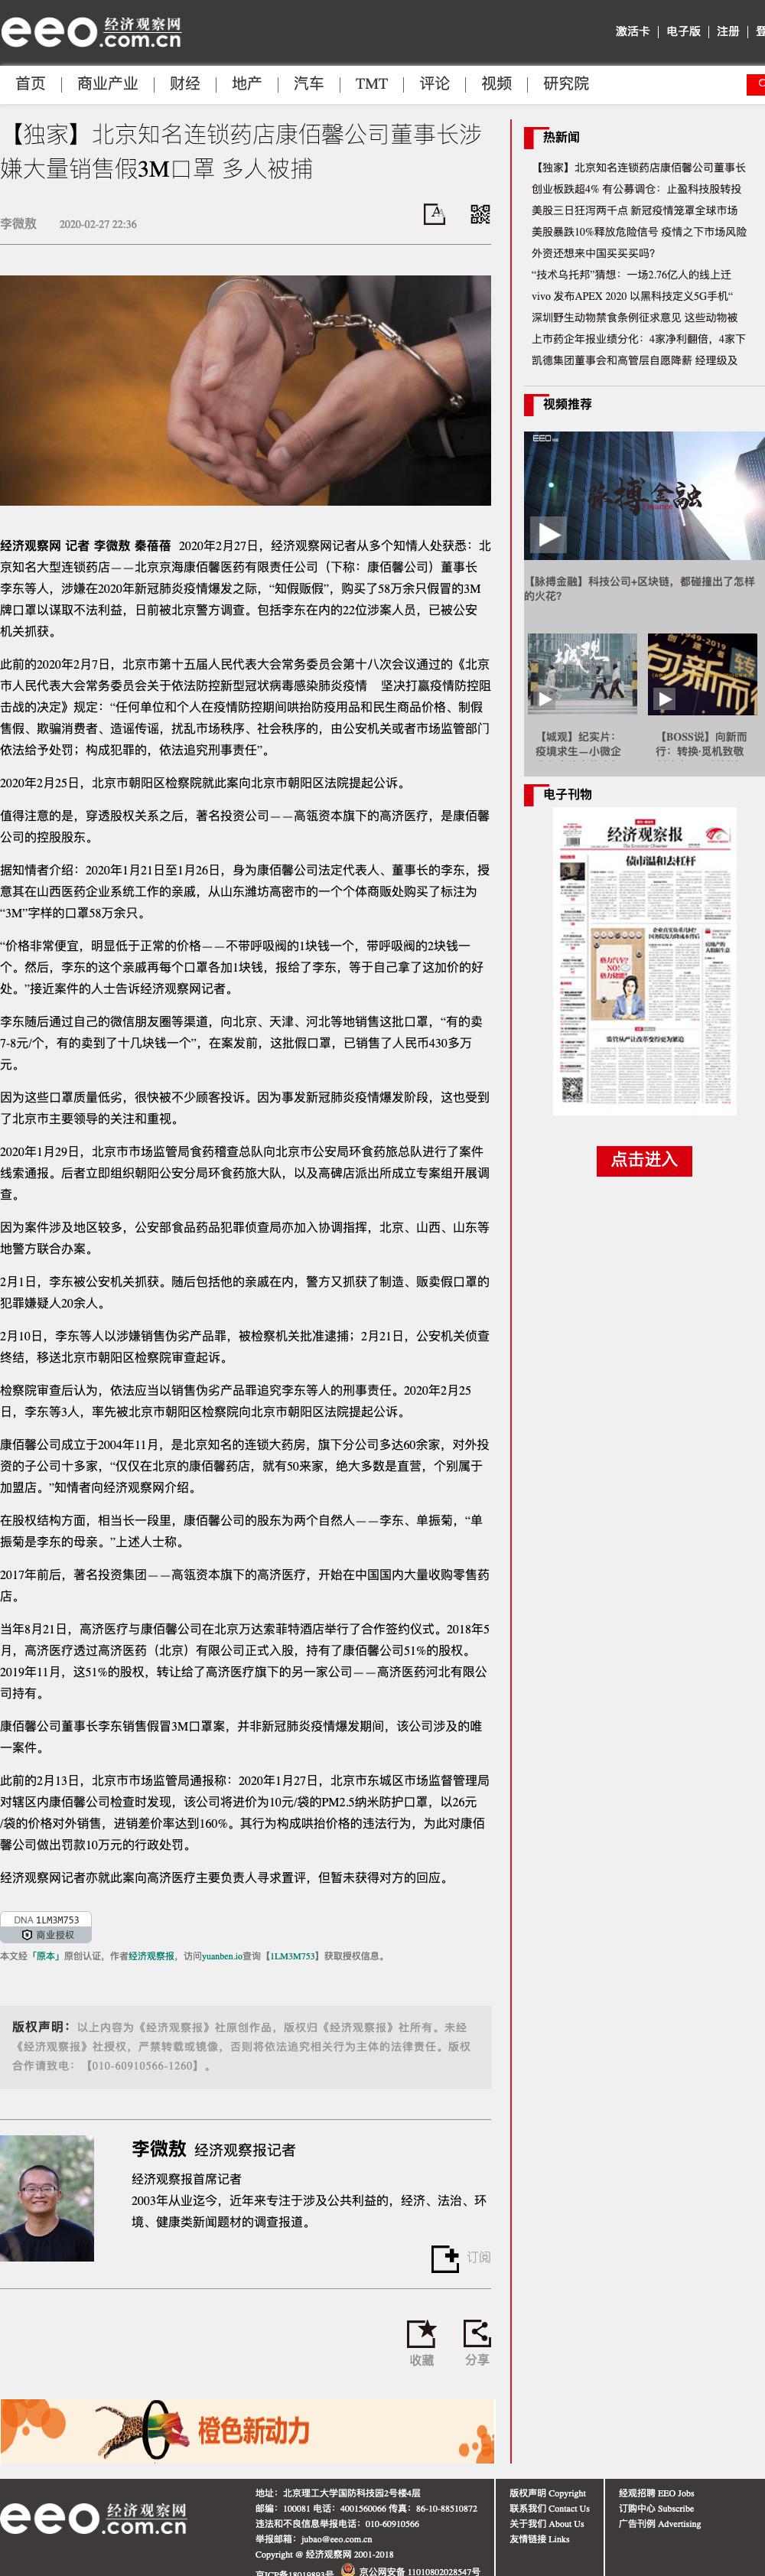 eeo 经济观察网
.com.cn
激活卡 | 电子版 | 注册 |
首页 | 商业产业 | 财经 | 地产 | 汽车 | TMT | 评论 | 视频 | 研究院
【独家】北京知名连锁药店康佰馨公司董事长涉
嫌大量销售假3M口罩 多人被捕
李微敖 2020-02-27 22:36
经济观察网 记者 李微敖 秦蓓蓓 2020年2月27日，经济观察网记者从多个知情人处获悉：北
京知名大型连锁药店——北京京海康佰馨医药有限责任公司（下称：康佰馨公司）董事长
李东等人，涉嫌在2020年新冠肺炎疫情爆发之际，“知假贩假”，购买了58万余只假冒的3M
牌口罩以谋取不法利益，日前被北京警方调查。包括李东在内的22位涉案人员，已被公安
机关抓获。
此前的2020年2月7日，北京市第十五届人民代表大会常务委员会第十八次会议通过的《北京
市人民代表大会常务委员会关于依法防控新型冠状病毒感染肺炎疫情 坚决打赢疫情防控阻
击战的决定》规定：“任何单位和个人在疫情防控期间哄抬防疫用品和民生商品价格、制假
售假、欺骗消费者、造谣传谣，扰乱市场秩序、社会秩序的，由公安机关或者市场监管部门
依法给予处罚；构成犯罪的，依法追究刑事责任”。
2020年2月25日，北京市朝阳区检察院就此案向北京市朝阳区法院提起公诉。
值得注意的是，穿透股权关系之后，著名投资公司——高瓴资本旗下的高济医疗，是康佰馨
公司的控股股东。
据知情者介绍：2020年1月21日至1月26日，身为康佰馨公司法定代表人、董事长的李东，授
意其在山西医药企业系统工作的亲戚，从山东潍坊高密市的一个个体商贩处购买了标注为
“3M”字样的口罩58万余只。
“价格非常便宜，明显低于正常的价格——不带呼吸阀的1块钱一个，带呼吸阀的2块钱一
个。然后，李东的这个亲戚再每个口罩各加1块钱，报给了李东，等于自己拿了这加价的好
处。”接近案件的人士告诉经济观察网记者。
李东随后通过自己的微信朋友圈等渠道，向北京、天津、河北等地销售这批口罩，“有的卖
7-8元/个，有的卖到了十几块钱一个”，在案发前，这批假口罩，已销售了人民币430多万
元。
因为这些口罩质量低劣，很快被不少顾客投诉。因为事发新冠肺炎疫情爆发阶段，这也受到
了北京市主要领导的关注和重视。
2020年1月29日，北京市市场监管局食药稽查总队向北京市公安局环食药旅总队进行了案件
线索通报。后者立即组织朝阳公安分局环食药旅大队，以及高碑店派出所成立专案组开展调
查。
因为案件涉及地区较多，公安部食品药品犯罪侦查局亦加入协调指挥，北京、山西、山东等
地警方联合办案。
2月1日，李东被公安机关抓获。随后包括他的亲戚在内，警方又抓获了制造、贩卖假口罩的
犯罪嫌疑人20余人。
2月10日，李东等人以涉嫌销售伪劣产品罪，被检察机关批准逮捕；2月21日，公安机关侦查
终结，移送北京市朝阳区检察院审查起诉。
检察院审查后认为，依法应当以销售伪劣产品罪追究李东等人的刑事责任。2020年2月25
日，李东等3人，率先被北京市朝阳区检察院向北京市朝阳区法院提起公诉。
康佰馨公司成立于2004年11月，是北京知名的连锁大药房，旗下分公司多达60余家，对外投
资的子公司十多家，“仅仅在北京的康佰馨药店，就有50来家，绝大多数是直营，个别属于
加盟店。”知情者向经济观察网介绍。
在股权结构方面，相当长一段里，康佰馨公司的股东为两个自然人——李东、单振菊，“单
振菊是李东的母亲。”上述人士称。
2017年前后，著名投资集团——高瓴资本旗下的高济医疗，开始在中国国内大量收购零售药
店。
当年8月21日，高济医疗与康佰馨公司在北京万达索菲特酒店举行了合作签约仪式。2018年5
月，高济医疗透过高济医药（北京）有限公司正式入股，持有了康佰馨公司51%的股权。
2019年11月，这51%的股权，转让给了高济医疗旗下的另一家公司——高济医药河北有限公
司持有。
康佰馨公司董事长李东销售假冒3M口罩案，并非新冠肺炎疫情爆发期间，该公司涉及的唯
一案件。
此前的2月13日，北京市市场监管局通报称：2020年1月27日，北京市东城区市场监督管理局
对辖区内康佰馨公司检查时发现，该公司将进价为10元/袋的PM2.5纳米防护口罩，以26元
/袋的价格对外销售，进销差价率达到160%。其行为构成哄抬价格的违法行为，为此对康佰
馨公司做出罚款10万元的行政处罚。
经济观察网记者亦就此案向高济医疗主要负责人寻求置评，但暂未获得对方的回应。
DNA 1LM3M753
商业授权
本文经「原本」原创认证，作者经济观察报，访问yuanben.io查询【1LM3M753】获取授权信息。
版权声明：以上内容为《经济观察报》社原创作品，版权归《经济观察报》社所有。未经
《经济观察报》社授权，严禁转载或镜像，否则将依法追究相关行为主体的法律责任。版权
合作请致电：【010-60910566-1260】。
李微敖 经济观察报记者
经济观察报首席记者
2003年从业迄今，近年来专注于涉及公共利益的，经济、法治、环
境、健康类新闻题材的调查报道。
订阅
收藏 分享
橙色新动力
热新闻
【独家】北京知名连锁药店康佰馨公司董事长
创业板跌超4% 有公募调仓：止盈科技股转投
美股三日狂泻两千点 新冠疫情笼罩全球市场
美股暴跌10%释放危险信号 疫情之下市场风险
外资还想来中国买买买吗？
“技术乌托邦”猜想：一场2.76亿人的线上迁
vivo 发布APEX 2020 以黑科技定义5G手机“
深圳野生动物禁食条例征求意见 这些动物被
上市药企年报业绩分化：4家净利翻倍，4家下
凯德集团董事会和高管层自愿降薪 经理级及
视频推荐
eeo
脉搏金融
Finance
【脉搏金融】科技公司+区块链，都碰撞出了怎样
的火花？
城观
1949-2019
创 建 者
向新而
转
【城观】纪实片：
疫境求生—小微企
【BOSS说】向新而
行：转换·觅机致敬
电子刊物
经济观察报
The Economic Observer
债市温和去杠杆
格力六年？
NO！
格力稳定！
监管从严让改革变得更为紧迫
点击进入
eeo 经济观察网
.com.cn
地址：北京理工大学国防科技园2号楼4层
邮编：100081 电话：4001560066 传真：86-10-88510872
违法和不良信息举报电话：010-60910566
举报邮箱：jubao@eeo.com.cn
Copyright @ 经济观察网 2001-2018
京ICP备18019893号 京公网安备 11010802028547号
版权声明 Copyright
联系我们 Contact Us
关于我们 About Us
友情链接 Links
经观招聘 EEO Jobs
订购中心 Subscribe
广告刊例 Advertising